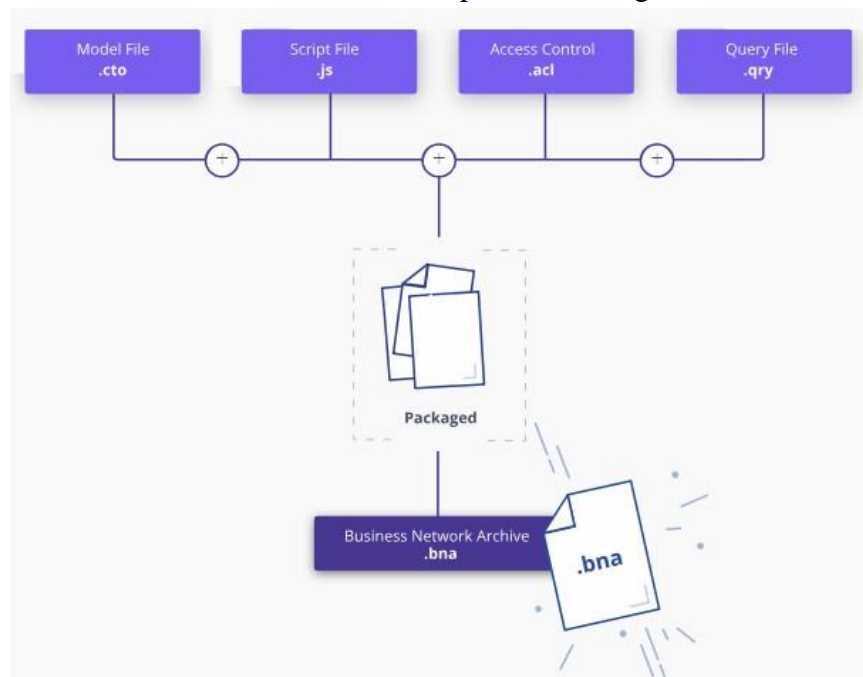 Model File
.cto
Script File
.js
Access Control
.acl
Query File
.qry
+
+
+
Packaged
Business Network Archive
.bna
.bna